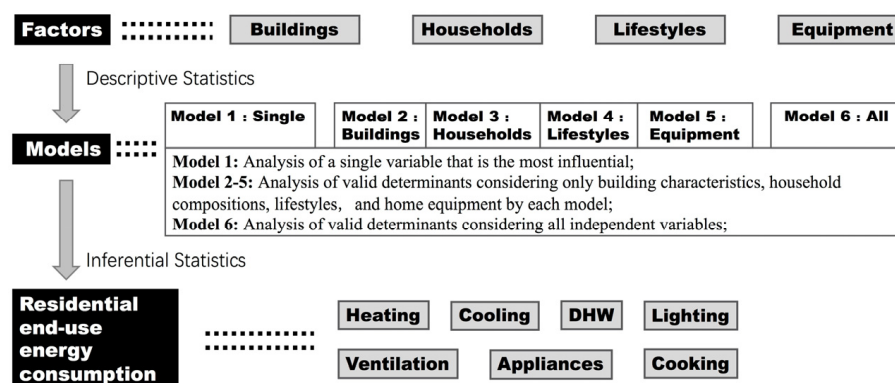 Factors
Buildings
Households
Lifestyles
Equipment
Descriptive Statistics
Models
Model 1 : Single
Model 2 :
Buildings
Model 3 :
Households
Model 4 :
Lifestyles
Model 5 :
Equipment
Model 6 : All
Model 1: Analysis of a single variable that is the most influential;
Model 2-5: Analysis of valid determinants considering only building characteristics, household
compositions, lifestyles, and home equipment by each model;
Model 6: Analysis of valid determinants considering all independent variables;
Inferential Statistics
Residential
end-use
energy
consumption
Heating
Cooling
DHW
Lighting
Ventilation
Appliances
Cooking